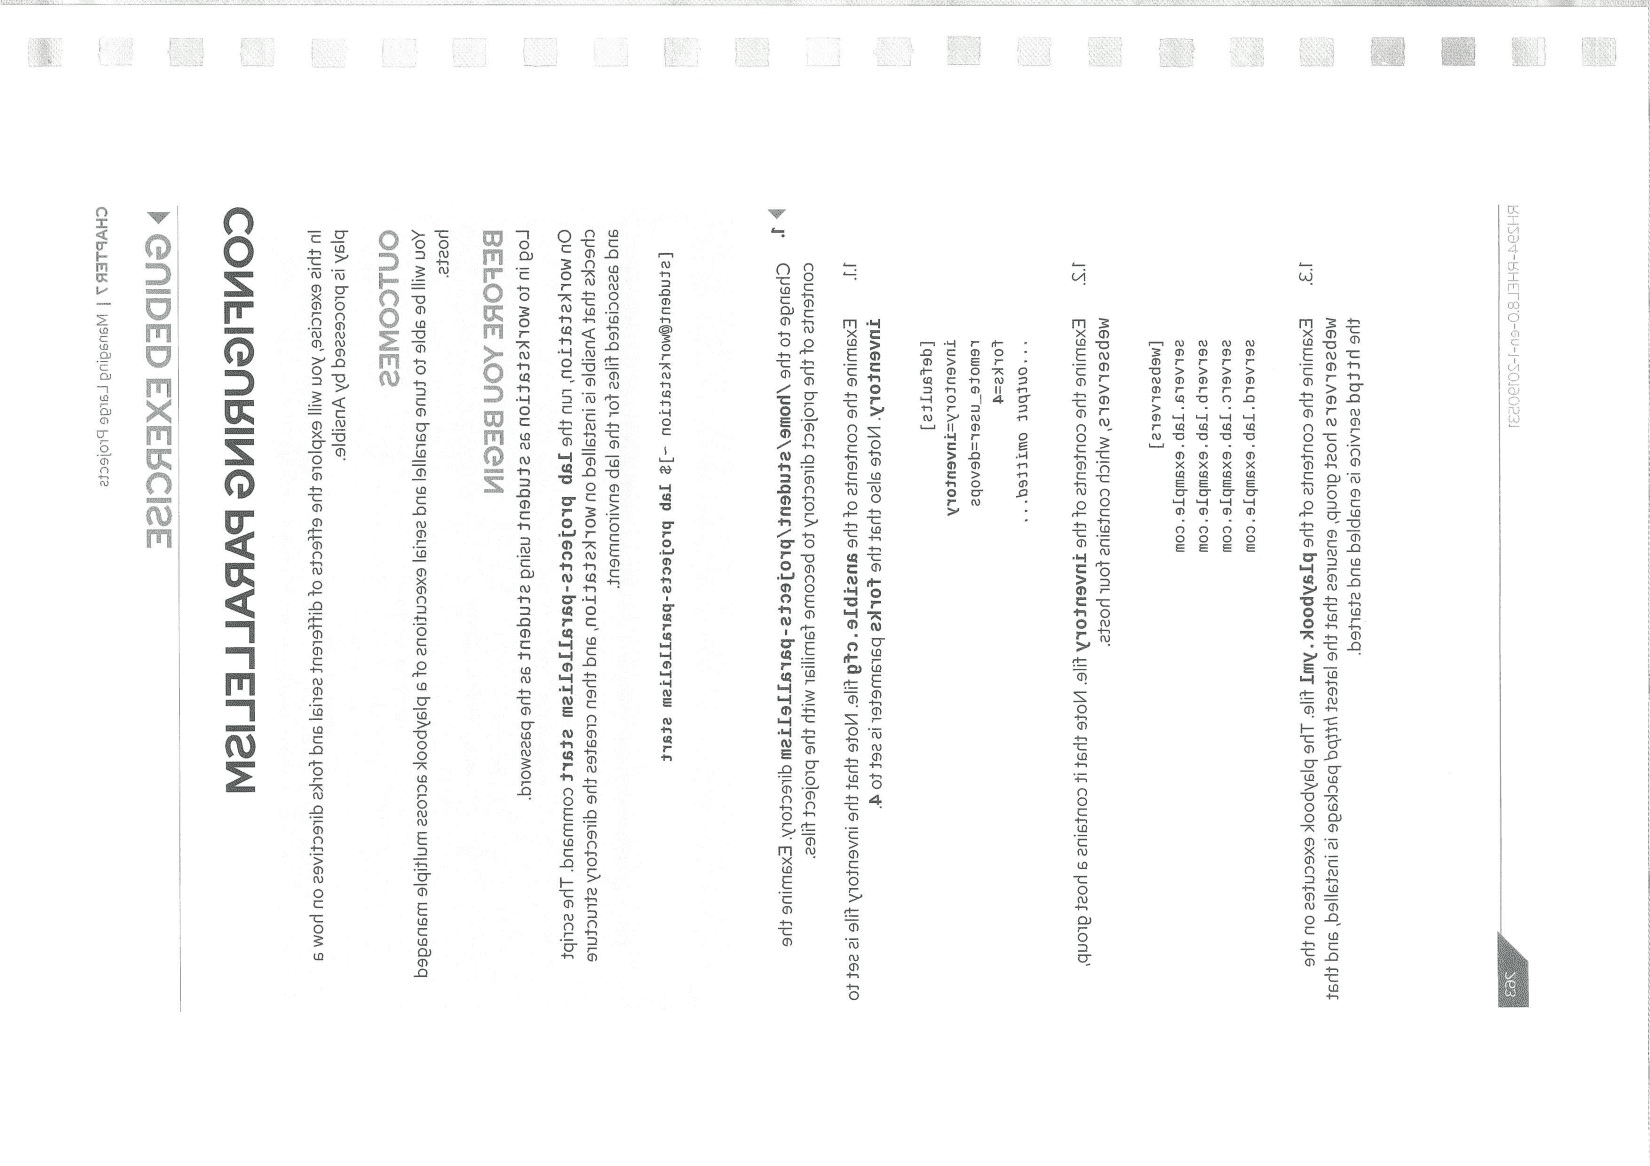 CHAPTER 7 | Managing Large Projects
GUIDED EXERCISE
CONFIGURING PARALLELISM
In this exercise, you will explore the effects of different serial and forks directives on how a
play is processed by Ansible.
OUTCOMES
You will be able to tune parallel and serial executions of a playbook across multiple managed
hosts.
BEFORE YOU BEGIN
Log in to workstation as student using student as the password.
On workstation, run the lab projects-parallelism start command. The script
checks that Ansible is installed on workstation, and then creates the directory structure
and associated files for the lab environment.
[student@workstation ~]$ lab projects-parallelism start
1. Change to the /home/student/projects-parallelism directory. Examine the
contents of the project directory to become familiar with the project files.
1.1. Examine the contents of the ansible.cfg file. Note that the inventory file is set to
inventory. Note also that the forks parameter is set to 4.
[defaults]
inventory=inventory
remote_user=devops
forks=4
...output omitted...
1.2. Examine the contents of the inventory file. Note that it contains a host group,
webservers, which contains four hosts.
[webservers]
servera.lab.example.com
serverb.lab.example.com
serverc.lab.example.com
serverd.lab.example.com
1.3. Examine the contents of the playbook.yml file. The playbook executes on the
webservers host group, ensures that the latest httpd package is installed, and that
the httpd service is enabled and started.
RH294-RHEL8.0-en-1-20190531
263